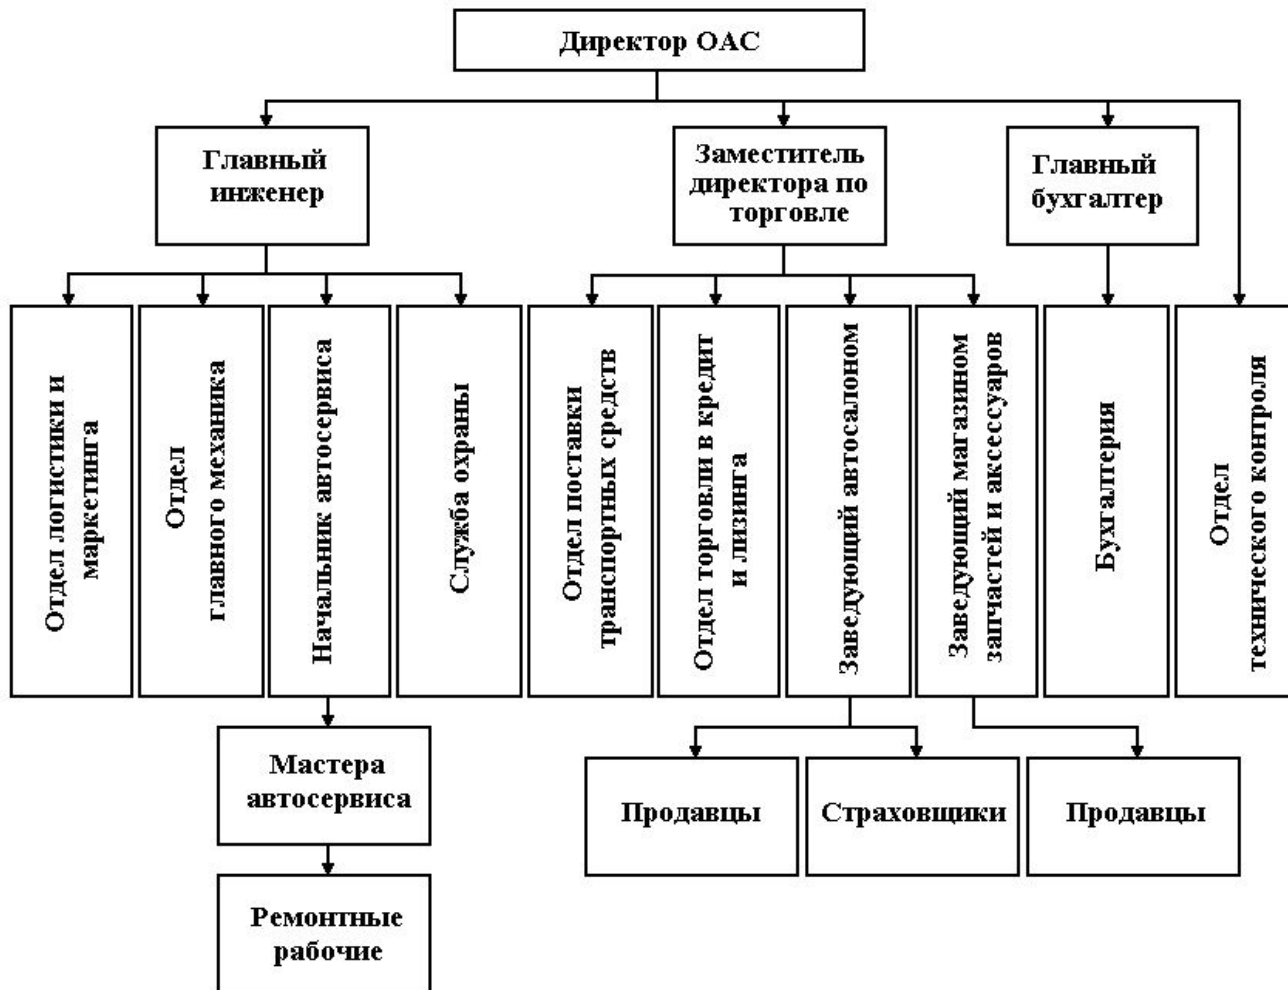 Директор ОАС
Главный
инженер
Заместитель
директора по
торговле
Главный
бухгалтер
Отдел логистики и
маркетинга
Отдел
главного механика
Начальник автосервиса
Служба охраны
Отдел поставки
транспортных средств
Отдел торговли в кредит
и лизинга
Заведующий автосалоном
Заведующий магазином
запчастей и аксессуаров
Бухгалтерия
Отдел
технического контроля
Мастера
автосервиса
Продавцы
Страховщики
Продавцы
Ремонтные
рабочие